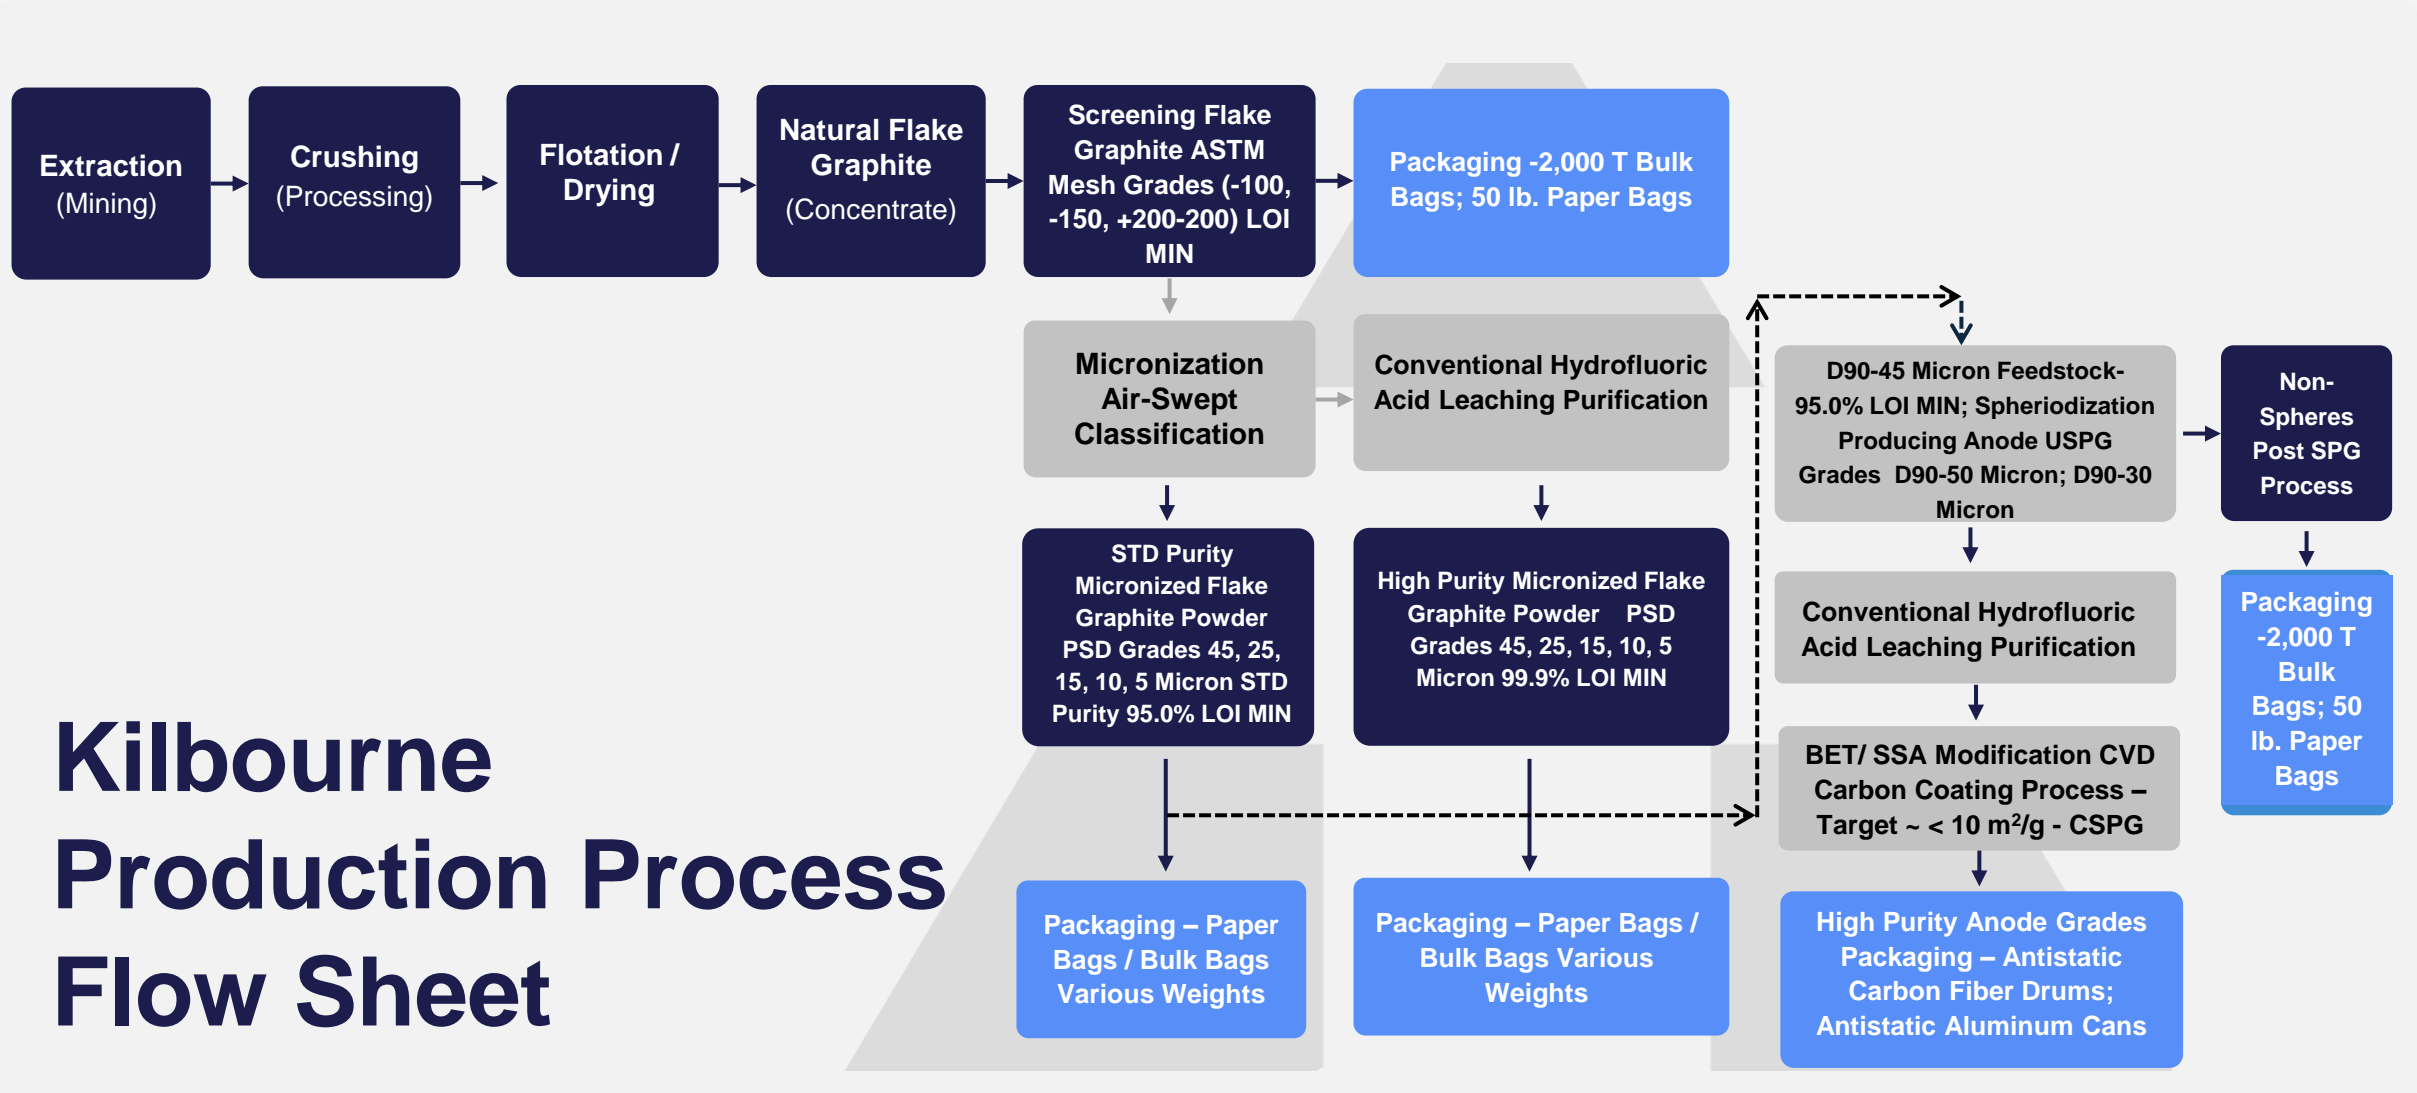 Extraction
(Mining)
Crushing
(Processing)
Flotation /
Drying
Natural Flake
Graphite
(Concentrate)
Screening Flake
Graphite ASTM
Mesh Grades (-100,
-150, +200-200) LOI
MIN
Packaging -2,000 T Bulk
Bags; 50 lb. Paper Bags
Micronization
Air-Swept
Classification
Conventional Hydrofluoric
Acid Leaching Purification
D90-45 Micron Feedstock-
95.0% LOI MIN; Spheriodization
Producing Anode USPG
Grades D90-50 Micron; D90-30
Micron
Non-
Spheres
Post SPG
Process
STD Purity
Micronized Flake
Graphite Powder
PSD Grades 45, 25,
15, 10, 5 Micron STD
Purity 95.0% LOI MIN
High Purity Micronized Flake
Graphite Powder PSD
Grades 45, 25, 15, 10, 5
Micron 99.9% LOI MIN
Conventional Hydrofluoric
Acid Leaching Purification
Packaging
-2,000 T
Bulk
Bags; 50
lb. Paper
Bags
BET/ SSA Modification CVD
Carbon Coating Process –
Target ~ < 10 m²/g - CSPG
Packaging – Paper
Bags / Bulk Bags
Various Weights
Packaging – Paper Bags /
Bulk Bags Various
Weights
High Purity Anode Grades
Packaging – Antistatic
Carbon Fiber Drums;
Antistatic Aluminum Cans
Kilbourne
Production Process
Flow Sheet